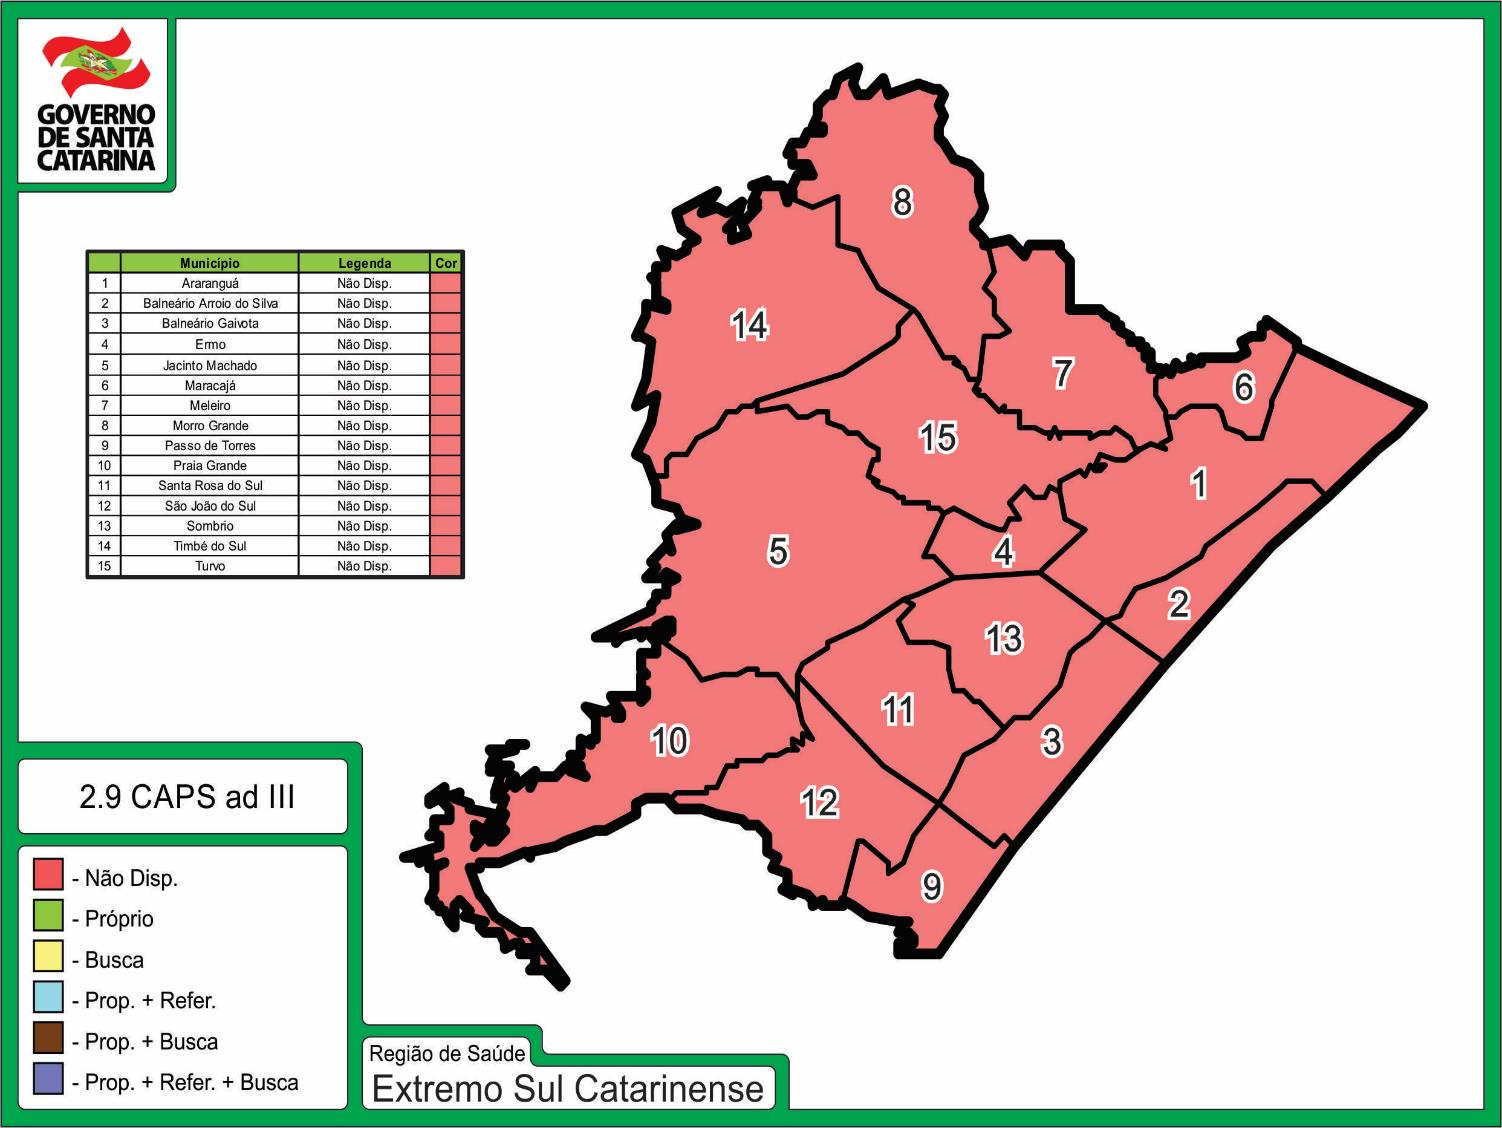 GOVERNO
DE SANTA
CATARINA
Município Legenda Cor
1 Araranguá Não Disp.
2 Balneário Arroio do Silva Não Disp.
3 Balneário Gaivota Não Disp.
4 Ermo Não Disp.
5 Jacinto Machado Não Disp.
6 Maracajá Não Disp.
7 Meleiro Não Disp.
8 Morro Grande Não Disp.
9 Passo de Torres Não Disp.
10 Praia Grande Não Disp.
11 Santa Rosa do Sul Não Disp.
12 São João do Sul Não Disp.
13 Sombrio Não Disp.
14 Timbé do Sul Não Disp.
15 Turvo Não Disp.
8
14
7
6
15
1
5
4
2
13
11
10
3
12
9
2.9 CAPS ad III
- Não Disp.
- Próprio
- Busca
- Prop. + Refer.
- Prop. + Busca
- Prop. + Refer. + Busca
Região de Saúde
Extremo Sul Catarinense